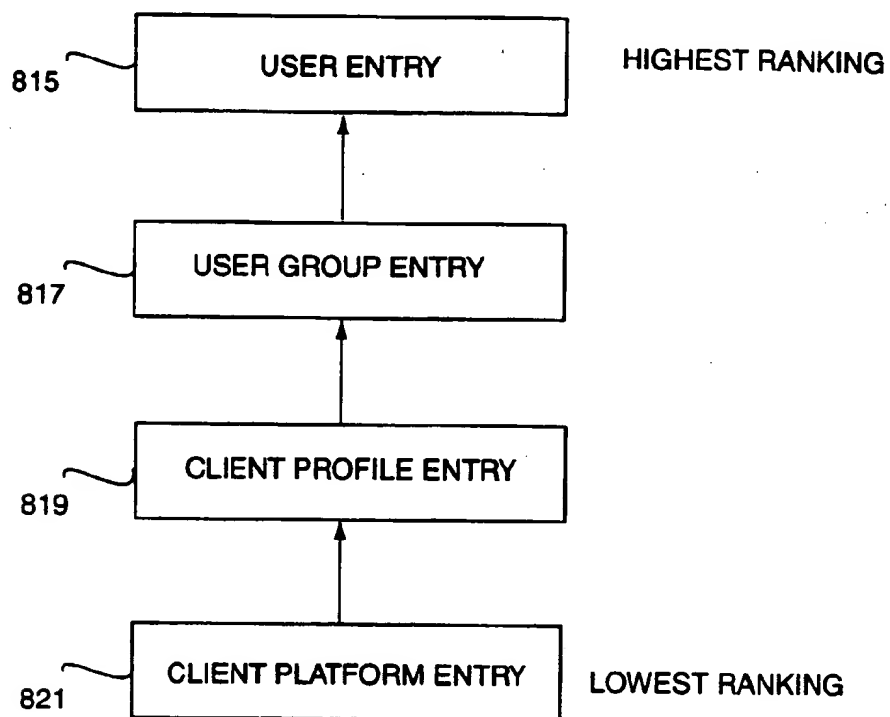 USER ENTRY
HIGHEST RANKING
815
USER GROUP ENTRY
817
CLIENT PROFILE ENTRY
819
CLIENT PLATFORM ENTRY
LOWEST RANKING
821